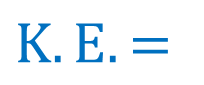 K. E. =